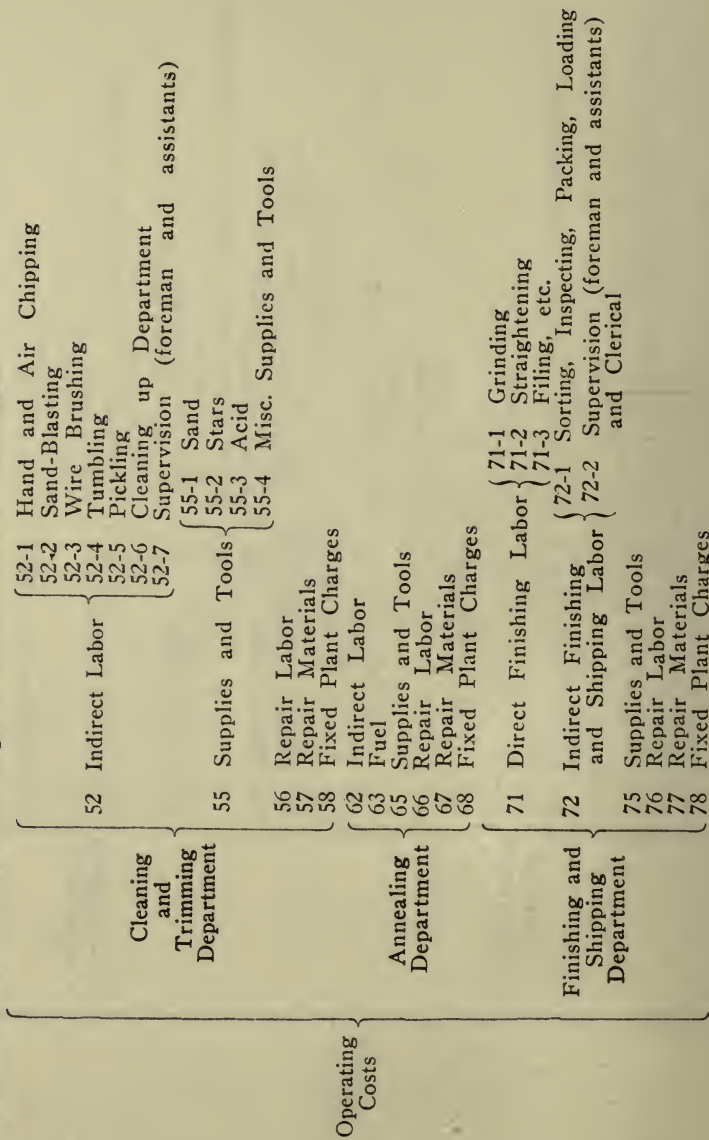 Operating
Costs
Cleaning
and
Trimming
Department
52 Indirect Labor
52-1 Hand and Air Chipping
52-2 Sand-Blasting
52-3 Wire Brushing
52-4 Tumbling
52-5 Pickling
52-6 Cleaning up Department
52-7 Supervision (foreman and assistants)
55 Supplies and Tools
55-1 Sand
55-2 Stars
55-3 Acid
55-4 Misc. Supplies and Tools
56 Repair Labor
57 Repair Materials
58 Fixed Plant Charges
Annealing
Department
62 Indirect Labor
63 Fuel
65 Supplies and Tools
66 Repair Labor
67 Repair Materials
68 Fixed Plant Charges
Finishing and
Shipping
Department
71 Direct Finishing Labor
71-1 Grinding
71-2 Straightening
71-3 Filing, etc.
72 Indirect Finishing
and Shipping Labor
72-1 Sorting, Inspecting, Packing, Loading
72-2 Supervision (foreman and assistants)
and Clerical
75 Supplies and Tools
76 Repair Labor
77 Repair Materials
78 Fixed Plant Charges